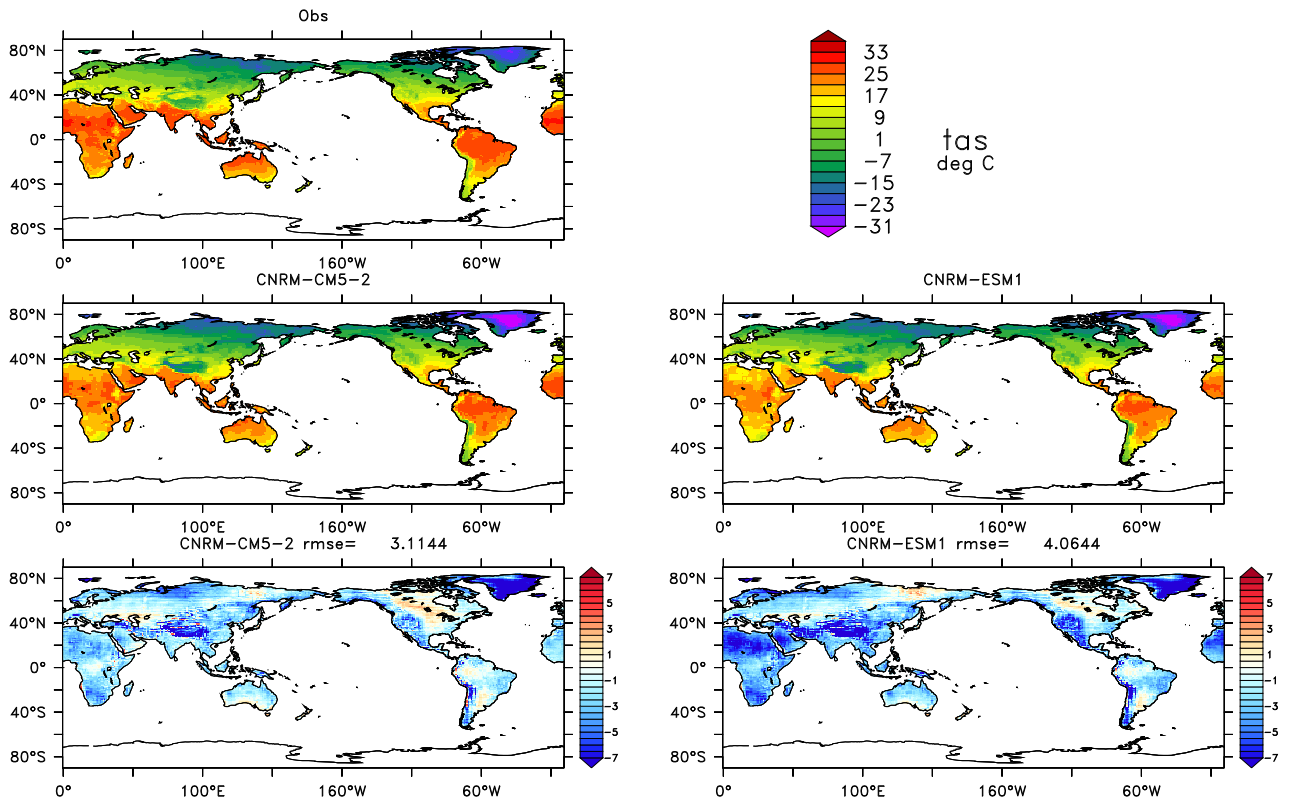 Obs
80°N
40°N
0°
40°S
80°S
0° 100°E 160°W 60°W
33
25
17
9
1
−7
−15
−23
−31
tas
deg C
CNRM−CM5−2
80°N
40°N
0°
40°S
80°S
0° 100°E 160°W 60°W
CNRM−ESM1
80°N
40°N
0°
40°S
80°S
0° 100°E 160°W 60°W
CNRM−CM5−2 rmse= 3.1144
80°N
40°N
0°
40°S
80°S
0° 100°E 160°W 60°W
7
5
3
1
−1
−3
−5
−7
CNRM−ESM1 rmse= 4.0644
80°N
40°N
0°
40°S
80°S
0° 100°E 160°W 60°W
7
5
3
1
−1
−3
−5
−7